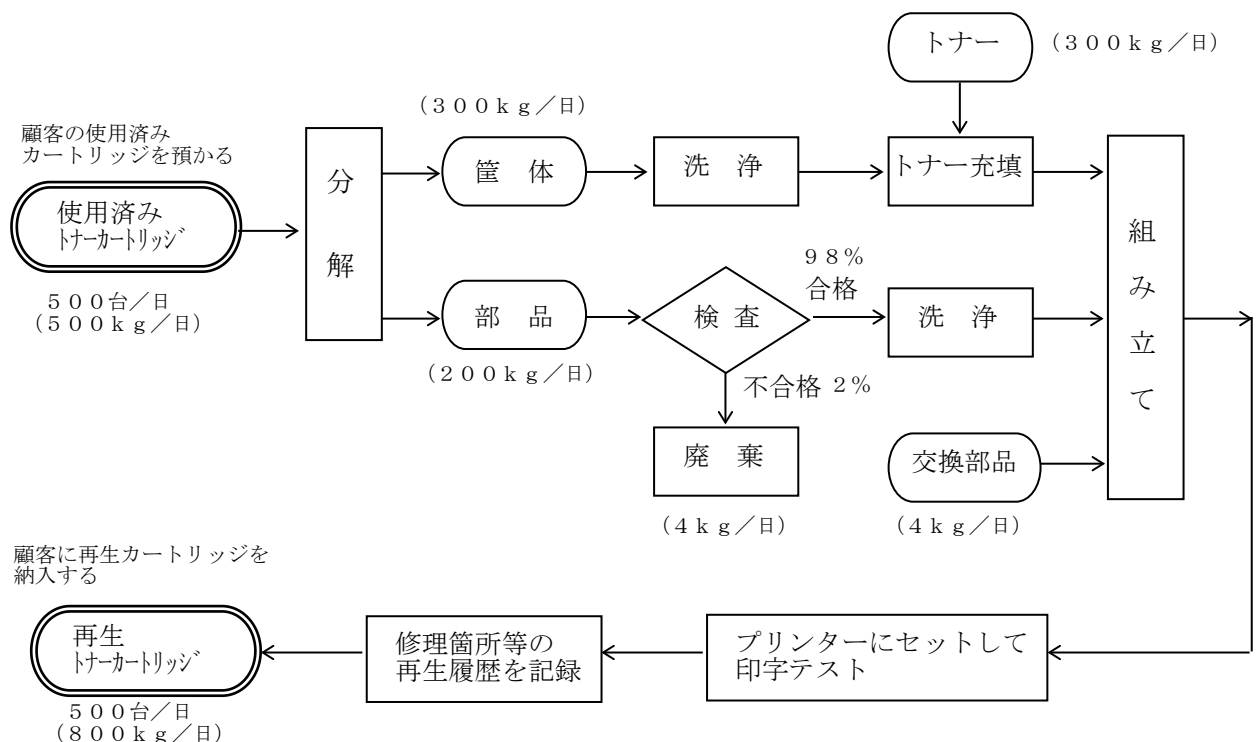 トナー
(300kg/日)
(300kg/日)
顧客の使用済み
カートリッジを預かる
使用済み
トナーカートリッジ
500台/日
(500kg/日)
分解
筐体
洗浄
トナー充填
部品
(200kg/日)
検査
98%
合格
洗浄
不合格 2%
廃棄
(4kg/日)
交換部品
(4kg/日)
組み立て
顧客に再生カートリッジを
納入する
再生
トナーカートリッジ
500台/日
(800kg/日)
修理箇所等の
再生履歴を記録
プリンターにセットして
印字テスト